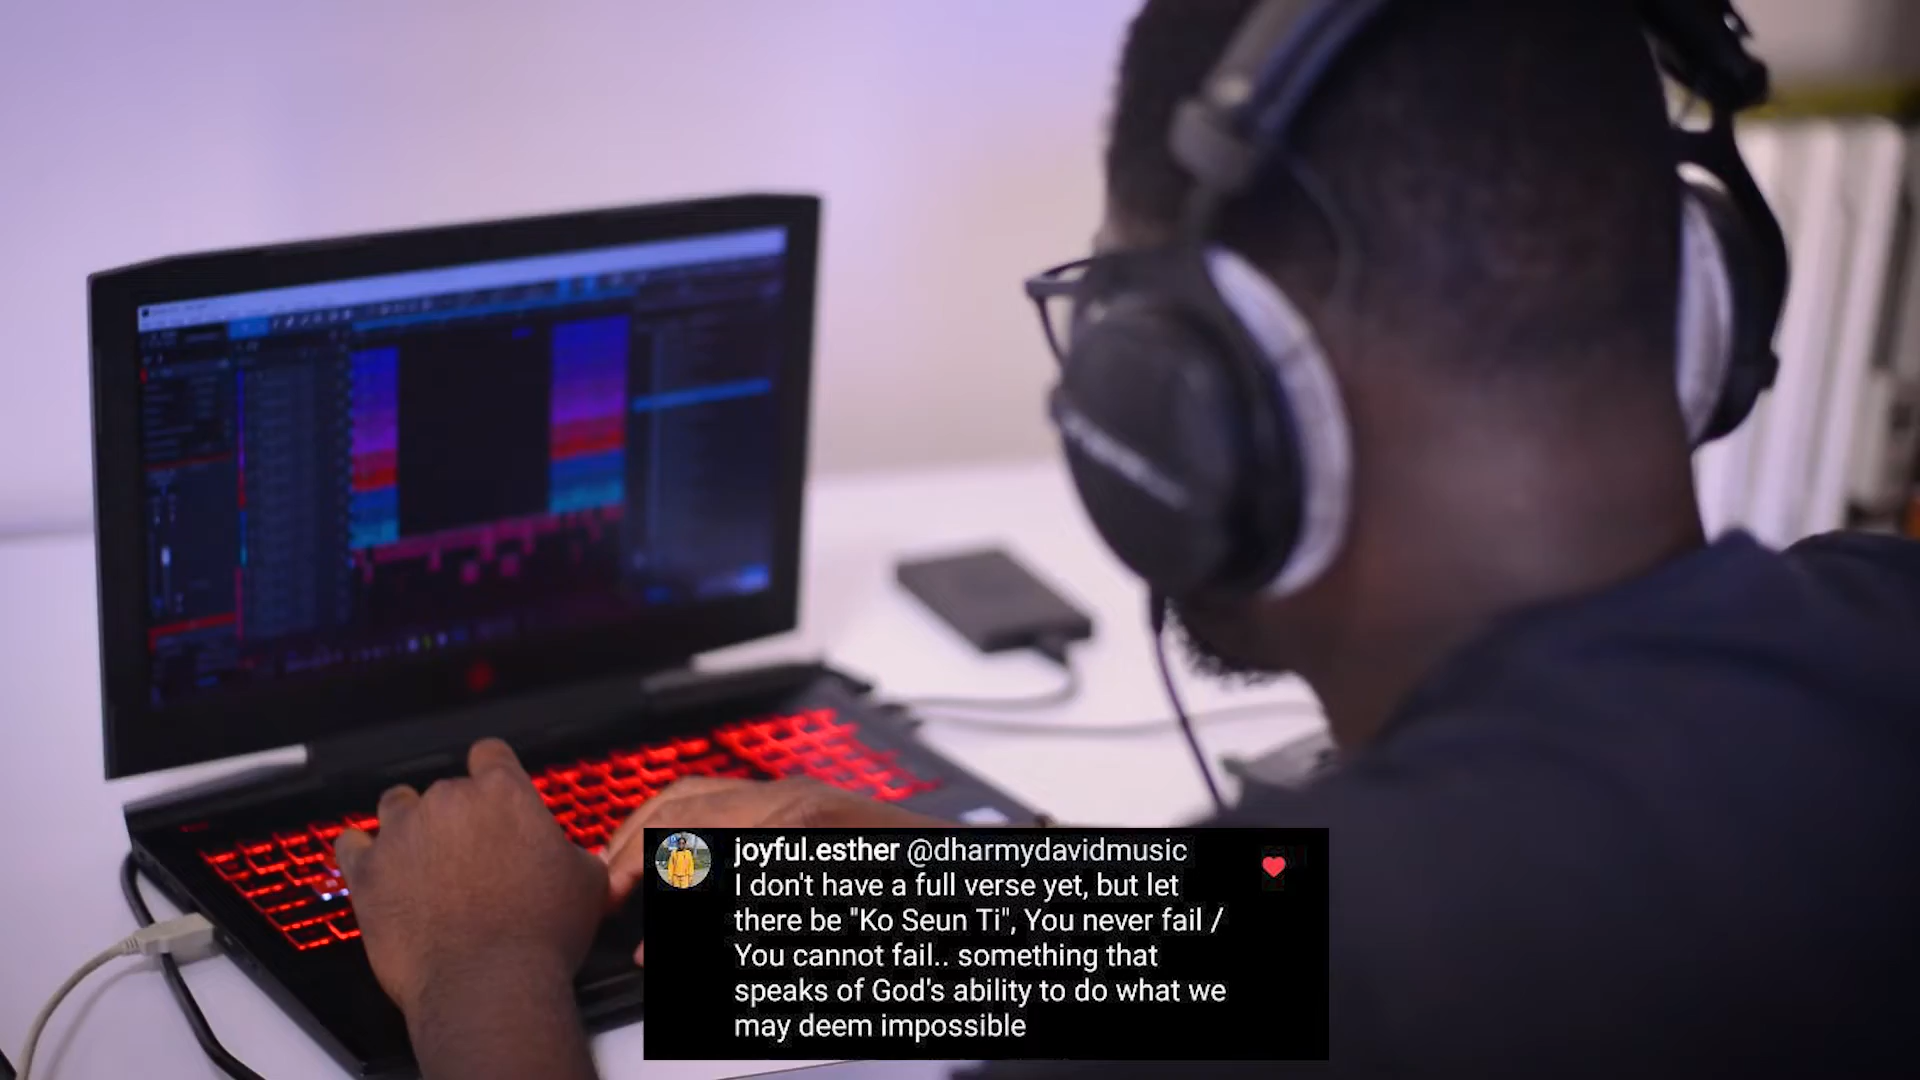 joyful.esther @dharmydavidmusic
I don't have a full verse yet, but let
there be "Ko Seun Ti", You never fail /
You cannot fail.. something that
speaks of God's ability to do what we
may deem impossible